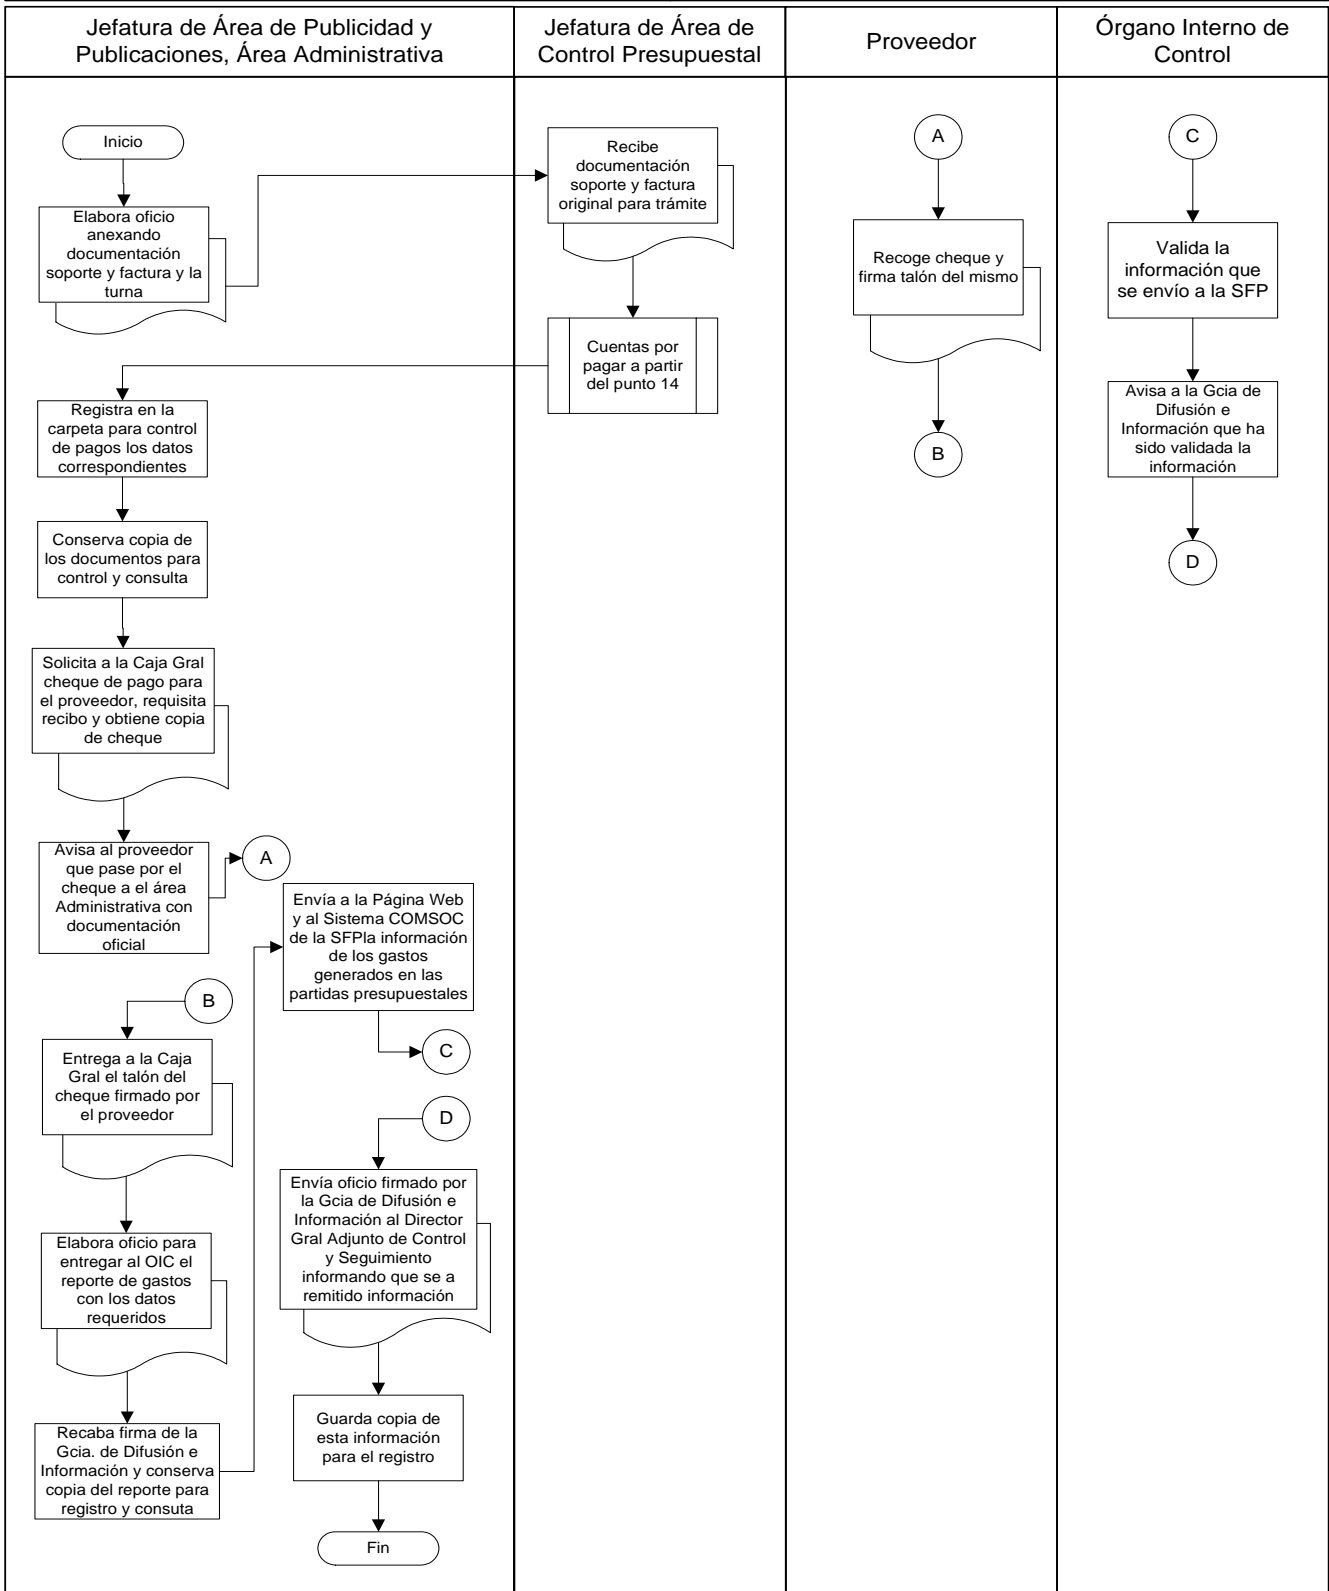 Jefatura de Área de Publicidad y
Publicaciones, Área Administrativa
Jefatura de Área de
Control Presupuestal
Proveedor
Órgano Interno de
Control
Inicio
Elabora oficio
anexando
documentación
soporte y factura y la
turna
Registra en la
carpeta para control
de pagos los datos
correspondientes
Conserva copia de
los documentos para
control y consulta
Solicita a la Caja Gral
cheque de pago para
el proveedor, requisita
recibo y obtiene copia
de cheque
Avisa al proveedor
que pase por el
cheque a el área
Administrativa con
documentación
oficial
A
B
Entrega a la Caja
Gral el talón del
cheque firmado por
el proveedor
Elabora oficio para
entregar al OIC el
reporte de gastos
con los datos
requeridos
Recaba firma de la
Gcia. de Difusión e
Información y conserva
copia del reporte para
registro y consuta
Envía a la Página Web
y al Sistema COMSOC
de la SFPla información
de los gastos
generados en las
partidas presupuestales
C
D
Envía oficio firmado por
la Gcia de Difusión e
Información al Director
Gral Adjunto de Control
y Seguimiento
informando que se a
remitido información
Guarda copia de
esta información
para el registro
Fin
Recibe
documentación
soporte y factura
original para trámite
Cuentas por
pagar a partir
del punto 14
A
Recoge cheque y
firma talón del mismo
B
C
Valida la
información que
se envío a la SFP
Avisa a la Gcia de
Difusión e
Información que ha
sido validada la
información
D